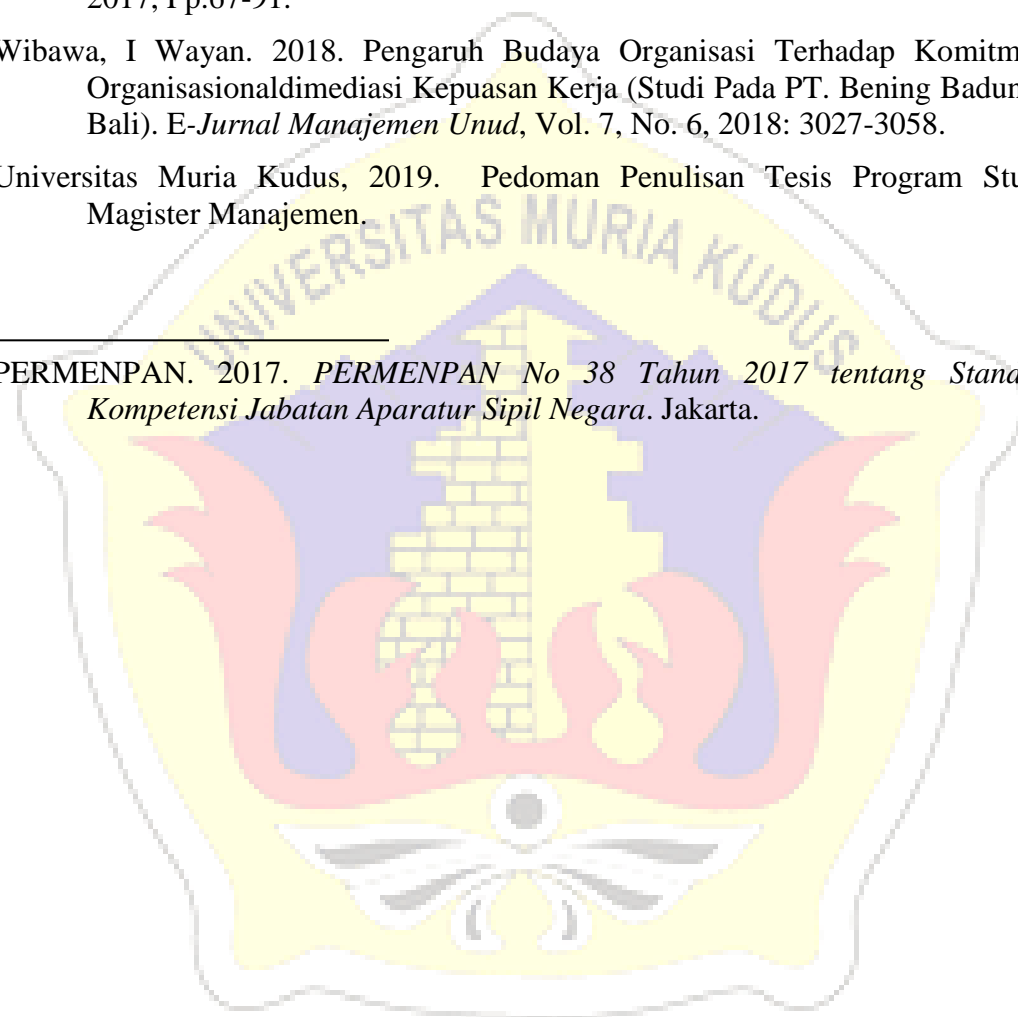 2017, I pp.67-91.
Wibawa, I Wayan. 2018. Pengaruh Budaya Organisasi Terhadap Komitm
Organisasionaldimediasi Kepuasan Kerja (Studi Pada PT. Bening Badun
Bali). E-Jurnal Manajemen Unud, Vol. 7, No. 6, 2018: 3027-3058.
Universitas Muria Kudus, 2019. Pedoman Penulisan Tesis Program Stu
Magister Manajemen.
UNIVERSITAS MURIA KUDUS
PERMENPAN. 2017. PERMENPAN No 38 Tahun 2017 tentang Stand
Kompetensi Jabatan Aparatur Sipil Negara. Jakarta.